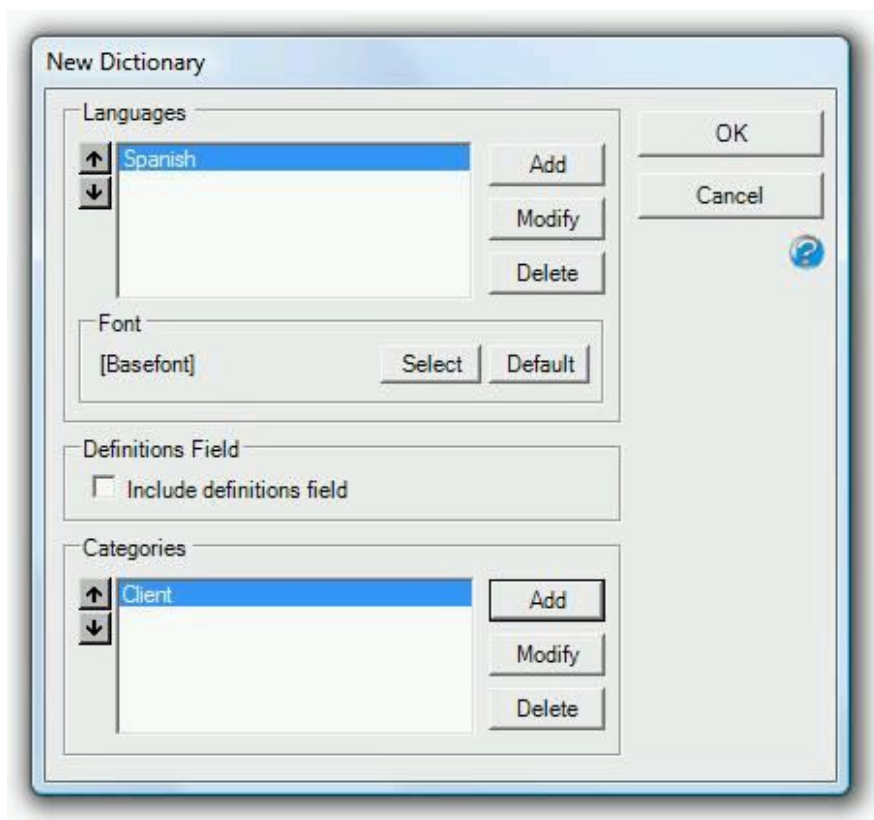 New Dictionary
Languages
Spanish
Add
Modify
Delete
OK
Cancel
?
Font
[Basefont]
Select
Default
Definitions Field
Include definitions field
Categories
Client
Add
Modify
Delete